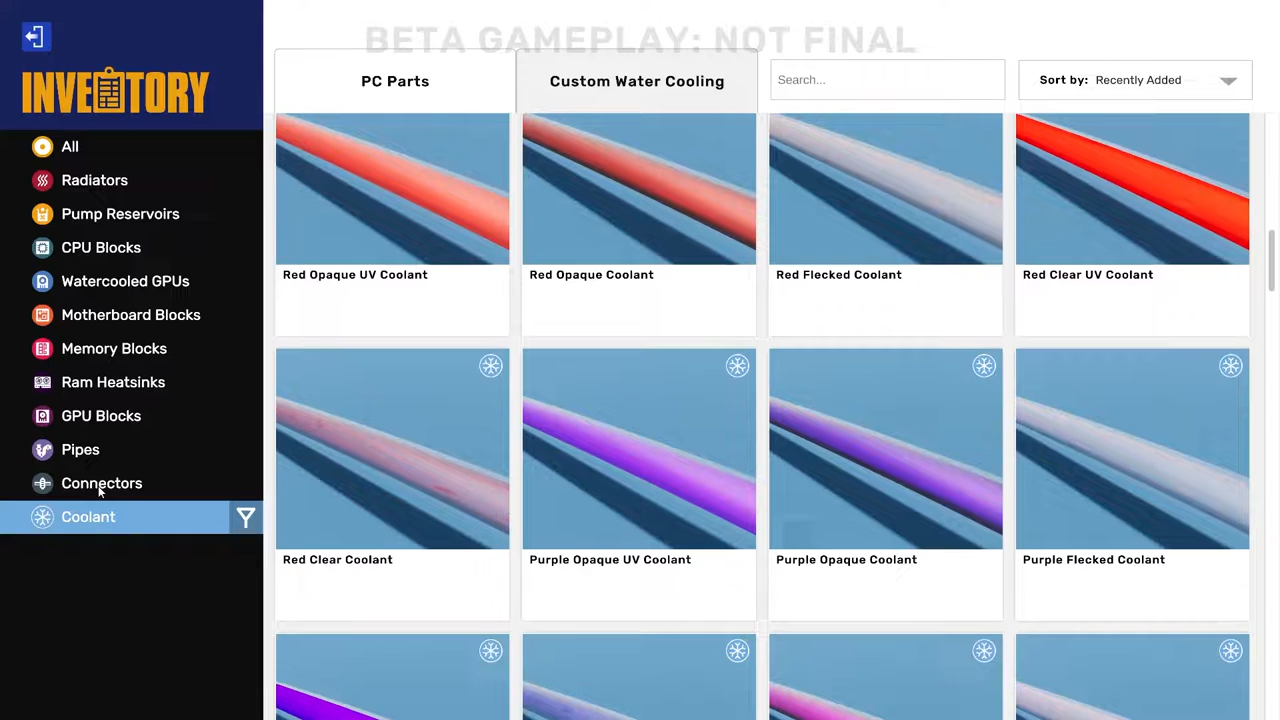 BETA GAMEPLAY: NOT FINAL
INVENTORY
PC Parts
Custom Water Cooling
Search...
Sort by: Recently Added
All
Radiators
Pump Reservoirs
CPU Blocks
Watercooled GPUs
Motherboard Blocks
Memory Blocks
Ram Heatsinks
GPU Blocks
Pipes
Connectors
Coolant
Red Opaque UV Coolant
Red Opaque Coolant
Red Flecked Coolant
Red Clear UV Coolant
Red Clear Coolant
Purple Opaque UV Coolant
Purple Opaque Coolant
Purple Flecked Coolant